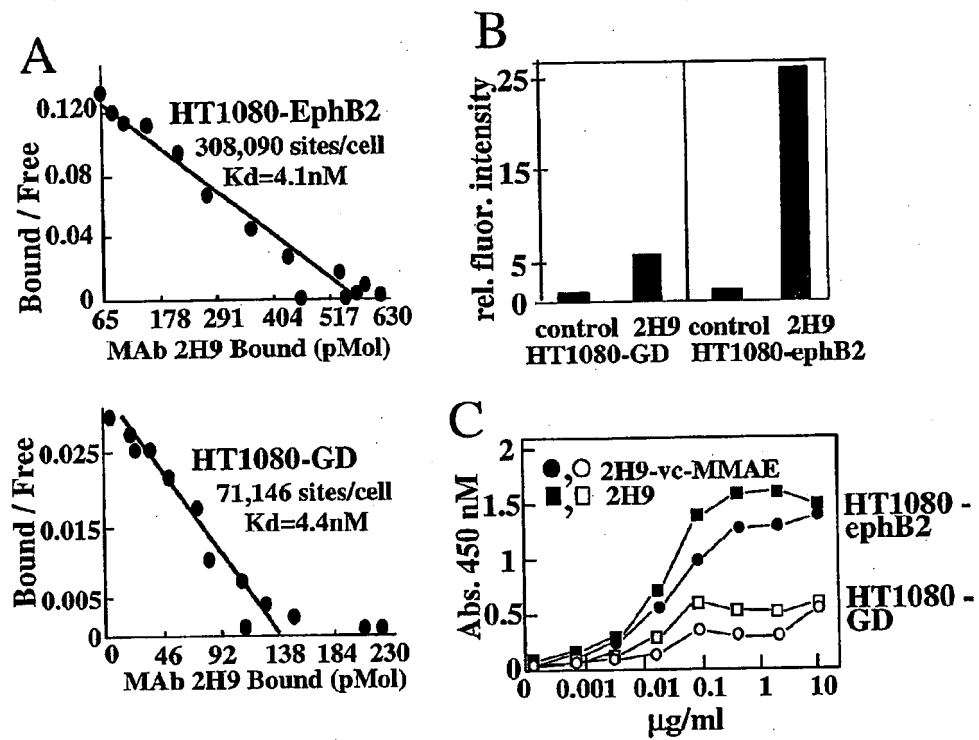 A
Bound / Free
0.120
0.08
0.04
0
HT1080-EphB2
308,090 sites/cell
Kd=4.1nM
65 178 291 404 517 630
MAb 2H9 Bound (pMol)
Bound / Free
0.025
0.015
0.005
0
HT1080-GD
71,146 sites/cell
Kd=4.4nM
0 46 92 138 184 230
MAb 2H9 Bound (pMol)
B
rel. fluor. intensity
25
15
5
0
control 2H9 control 2H9
HT1080-GD HT1080-ephB2
C
Abs. 450 nM
2
1.5
1
0.5
0
, 2H9-vc-MMAE
, 2H9
HT1080 -
ephB2
HT1080 -
GD
0 0.001 0.01 0.1 1 10
µg/ml